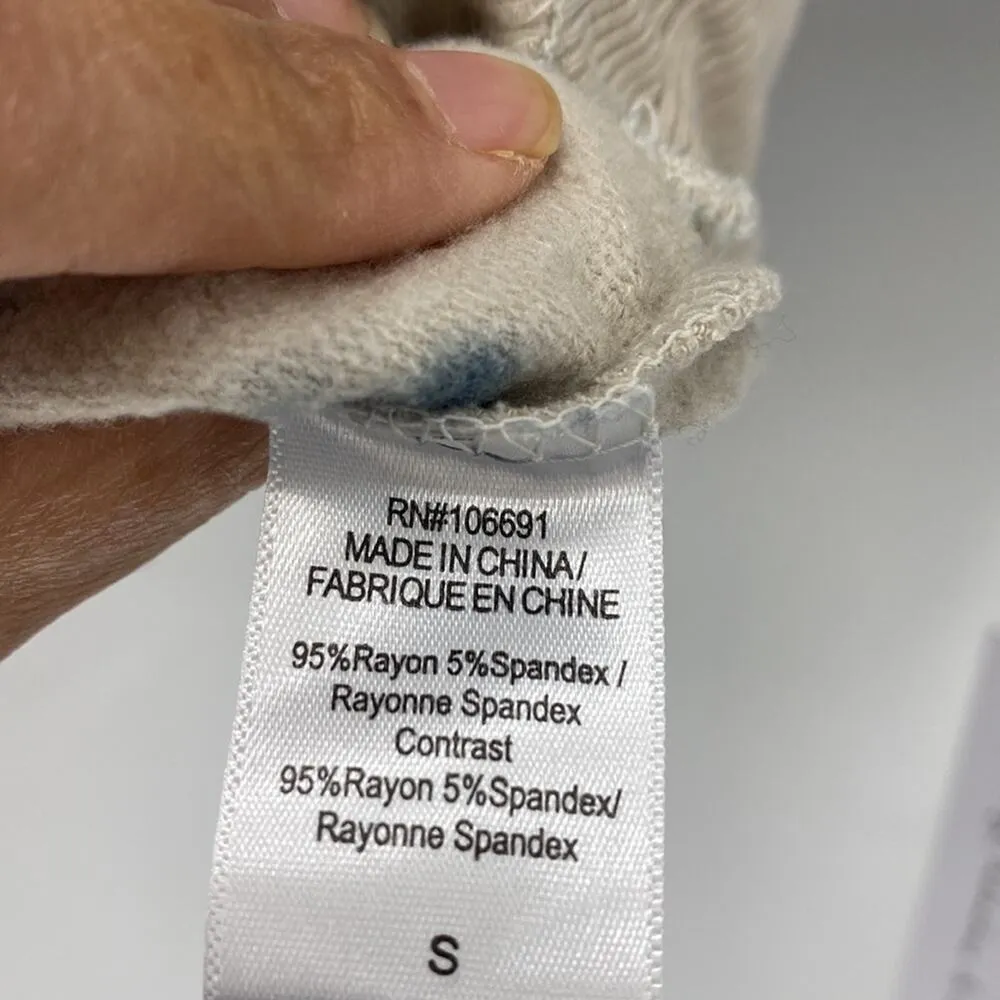 RN#106691
MADE IN CHINA/
FABRIQUE EN CHINE
95%Rayon 5%Spandex /
Rayonne Spandex
Contrast
95%Rayon 5%Spandex/
Rayonne Spandex
S